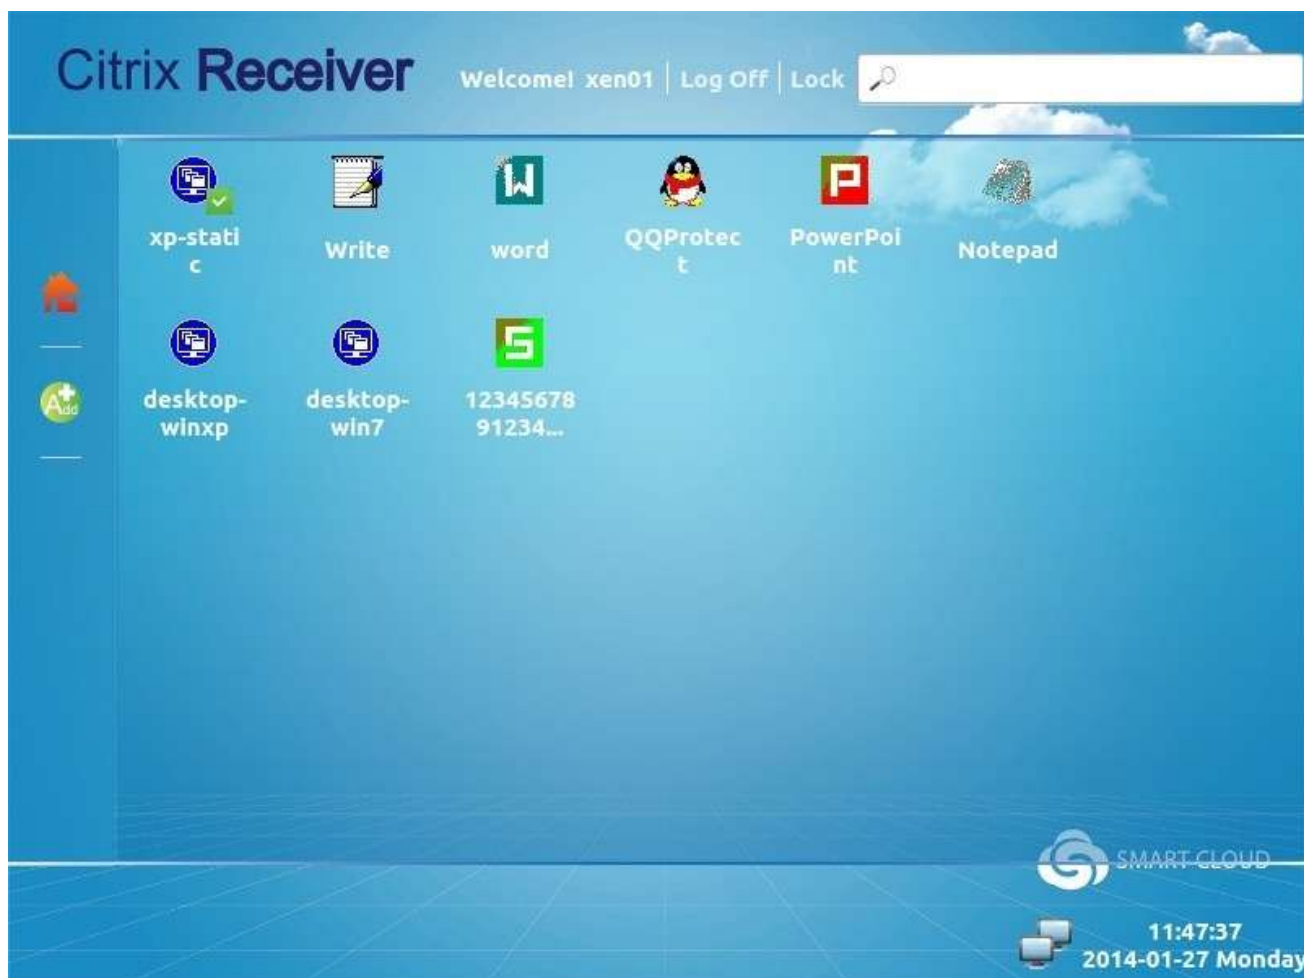 Citrix Receiver
Welcome! xen01 | Log Off | Lock
xp-stati
c
Write
word
QQProtec
t
PowerPoi
nt
Notepad
Add
desktop-
winxp
desktop-
win7
12345678
91234...
SMART CLOUD
11:47:37
2014-01-27 Monday